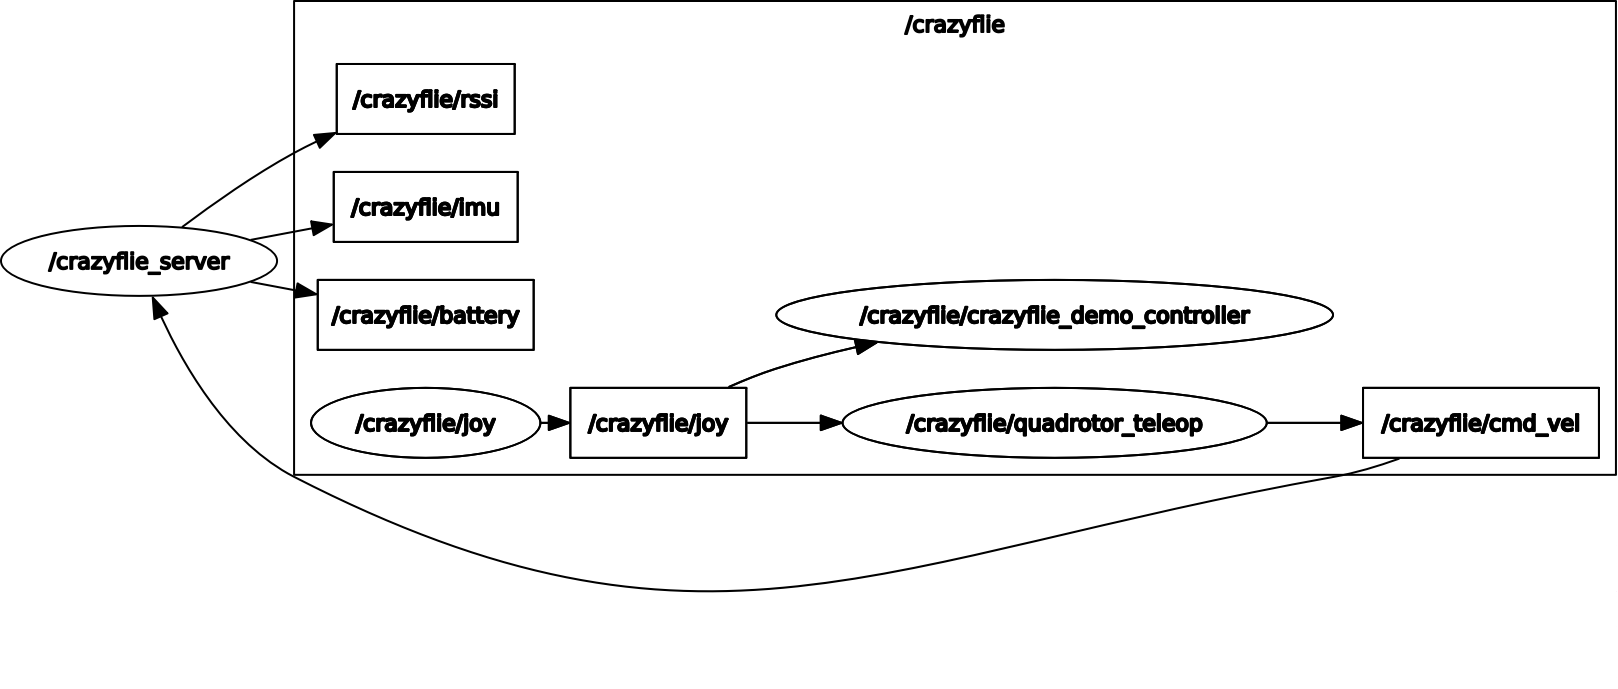 /crazyflie
/crazyflie/rssi
/crazyflie/imu
/crazyflie_server
/crazyflie/battery
/crazyflie/crazyflie_demo_controller
/crazyflie/joy
/crazyflie/joy
/crazyflie/quadrotor_teleop
/crazyflie/cmd_vel